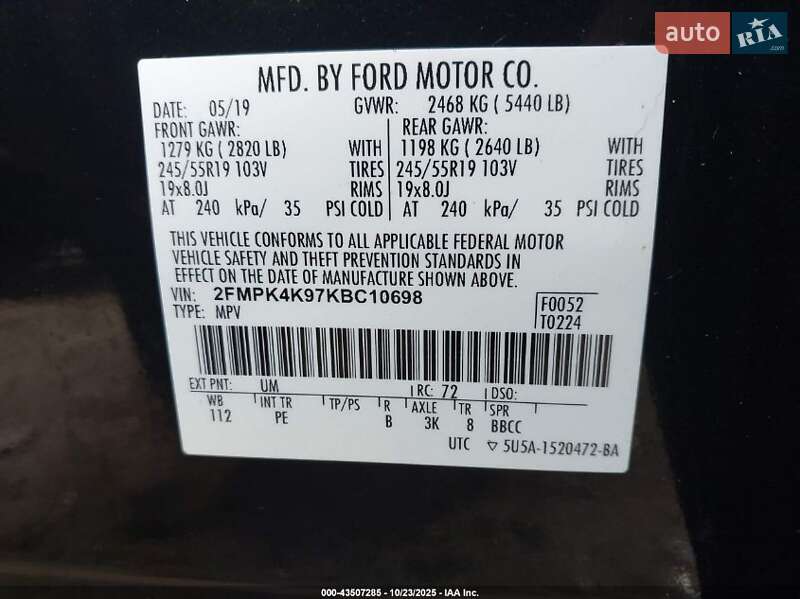 auto RIA.com
MFD. BY FORD MOTOR CO.
DATE: 05/19 GVWR: 2468 KG ( 5440 LB)
FRONT GAWR: REAR GAWR:
1279 KG ( 2820 LB) WITH 1198 KG ( 2640 LB) WITH
245/55R19 103V TIRES 245/55R19 103V TIRES
19x8.0J RIMS 19x8.0J RIMS
AT 240 kPa/ 35 PSI COLD AT 240 kPa/ 35 PSI COLD
THIS VEHICLE CONFORMS TO ALL APPLICABLE FEDERAL MOTOR
VEHICLE SAFETY AND THEFT PREVENTION STANDARDS IN
EFFECT ON THE DATE OF MANUFACTURE SHOWN ABOVE.
VIN: 2FMPK4K97KBC10698 F0052
TYPE: MPV T0224
EXT PNT: UM RC: 72 DSO:
WB INT TR TP/PS R AXLE TR SPR
112 PE B 3K 8 BBCC
UTC ▽ 5U5A-1520472-BA
000-43507285 - 10/23/2025 - IAA Inc.